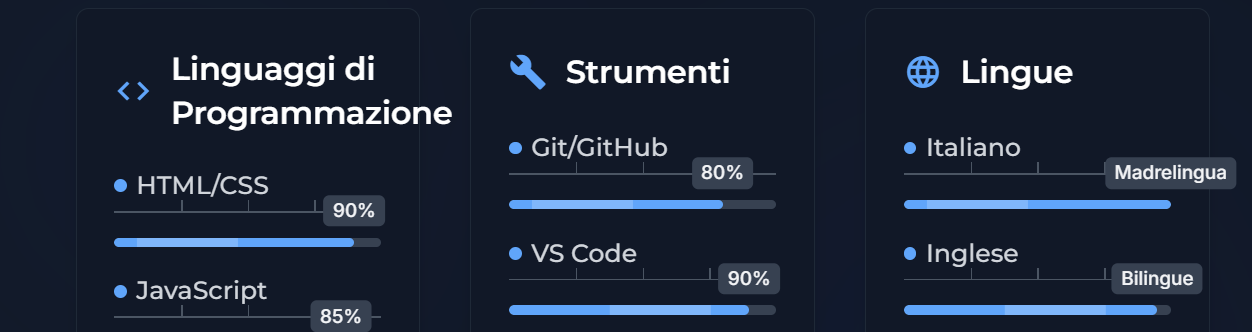 Linguaggi di
Programmazione
HTML/CSS
90%
JavaScript
85%
Strumenti
Git/GitHub
80%
VS Code
90%
Lingue
Italiano
Madrelingua
Inglese
Bilingue